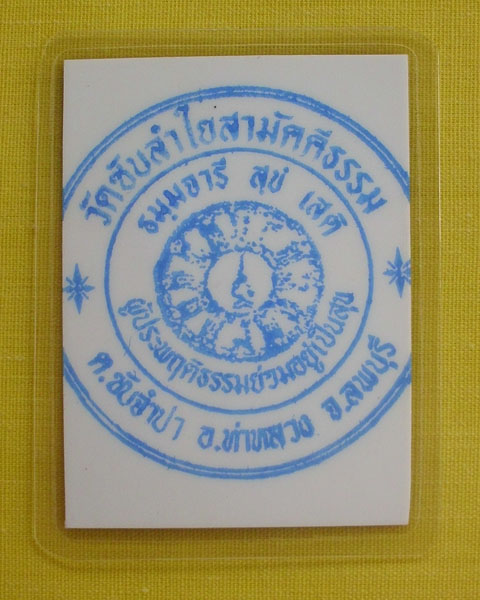 วัดซับลำใยสามัคคีธรรม
ธมฺมจารี สุขํ เสติ
ผู้ประพฤติธรรมย่อมอยู่เป็นสุข
ต.ซับจำปา อ.ท่าหลวง จ.ลพบุรี